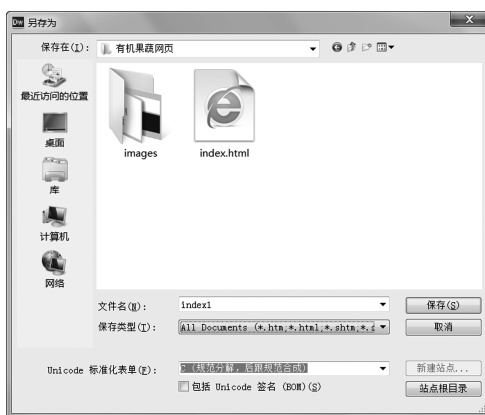 Dw 另存为
保存在(I): 有机果蔬网页
最近访问的位置
桌面
库
计算机
网络
images index.html
文件名(N): index1 保存(S)
保存类型(T): All Documents (*.htm;*.html;*.shtm;*. 取消
Unicode 标准化表单(F): C (规范分解, 后跟规范合成) 新建站点...
包括 Unicode 签名 (BOM)(S) 站点根目录